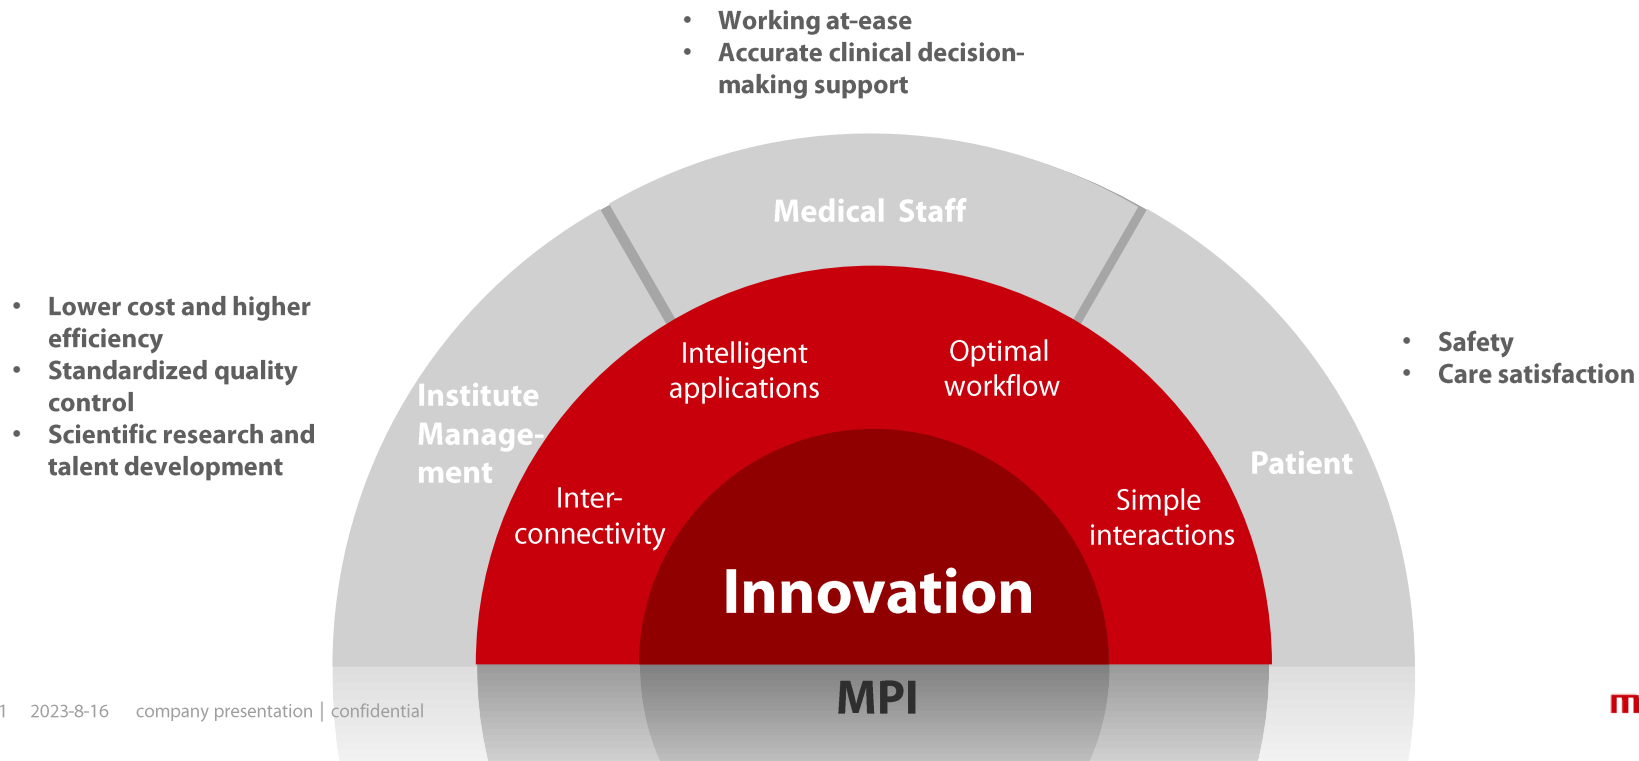 • Working at-ease
• Accurate clinical decision-
making support
Medical Staff
• Lower cost and higher
efficiency
• Standardized quality
control
• Scientific research and
talent development
Institute
Manage-
ment
Intelligent
applications
Optimal
workflow
• Safety
• Care satisfaction
Patient
Inter-
connectivity
Simple
interactions
Innovation
MPI
1 2023-8-16 company presentation | confidential
m